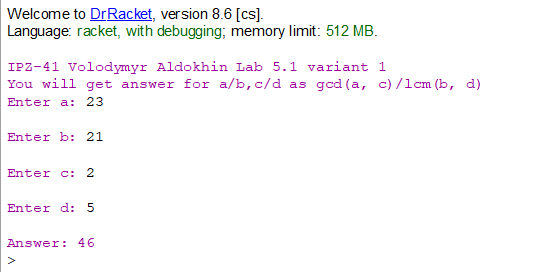 Welcome to DrRacket, version 8.6 [cs].
Language: racket, with debugging; memory limit: 512 MB.
IPZ-41 Volodymyr Aldokhin Lab 5.1 variant 1
You will get answer for a/b,c/d as gcd(a, c)/lcm(b, d)
Enter a: 23
Enter b: 21
Enter c: 2
Enter d: 5
Answer: 46
>